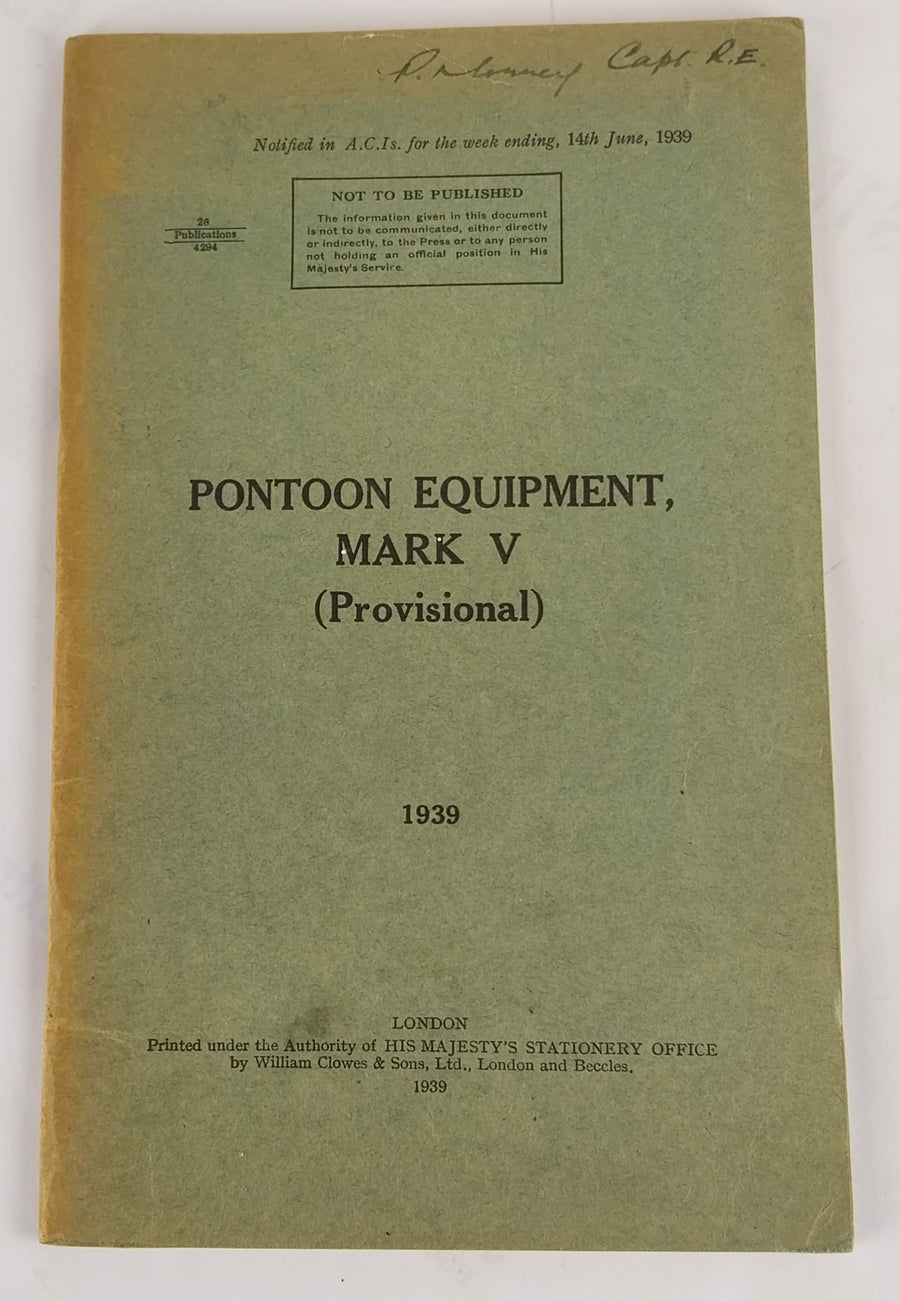 Capt. R.E.
Notified in A.C.Is. for the week ending, 14th June, 1939
NOT TO BE PUBLISHED
The information given in this document
is not to be communicated, either directly
or indirectly, to the Press or to any person
not holding an official position in His
Majesty's Service.
26
Publications
4294
PONTOON EQUIPMENT,
MARK V
(Provisional)
1939
LONDON
Printed under the Authority of HIS MAJESTY'S STATIONERY OFFICE
by William Clowes & Sons, Ltd., London and Beccles.
1939